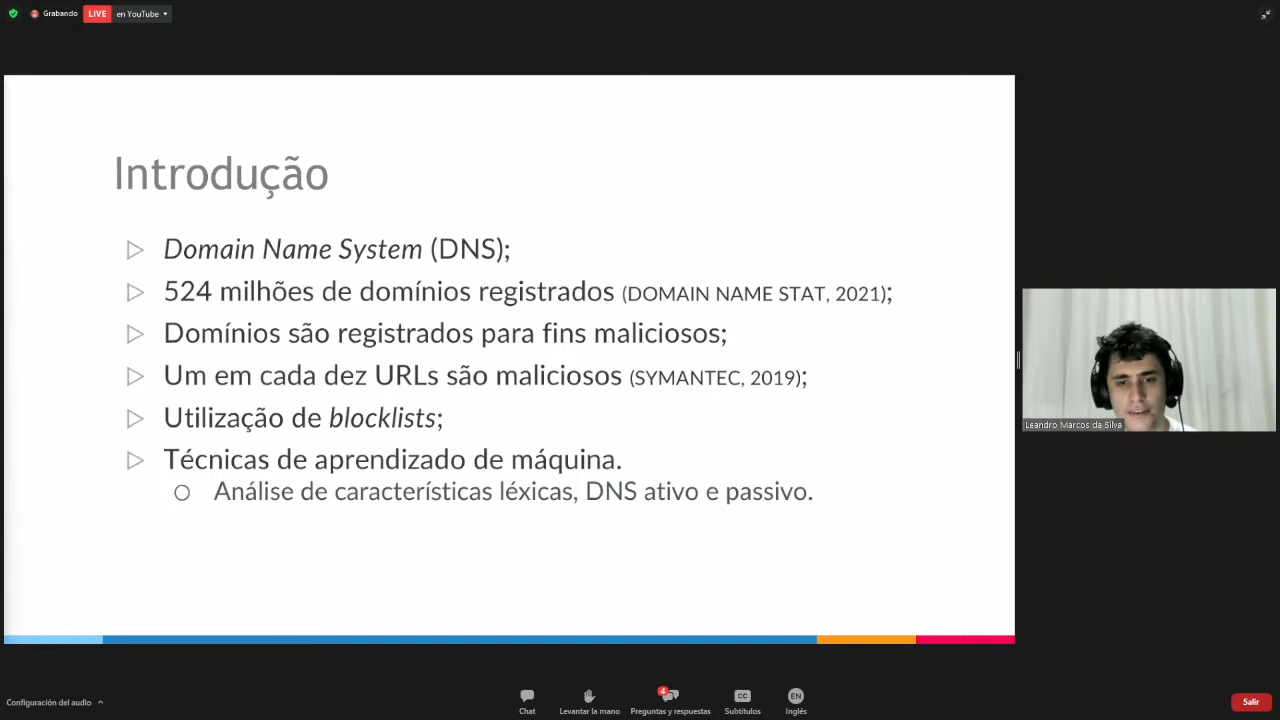 Grabando
LIVE
en YouTube
Introdução
Domain Name System (DNS);
524 milhões de domínios registrados (DOMAIN NAME STAT, 2021);
Domínios são registrados para fins maliciosos;
Um em cada dez URLs são maliciosos (SYMANTEC, 2019);
Utilização de blocklists;
Técnicas de aprendizado de máquina.
Análise de características léxicas, DNS ativo e passivo.
Leandro Marcos da Silva
Configuración del audio
Chat
Levantar la mano
4
Preguntas y respuestas
CC
Subtítulos
EN
Inglés
Salir